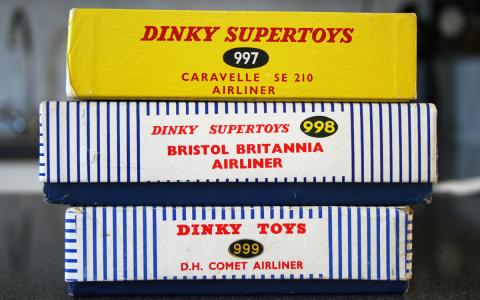 DINKY SUPERTOYS
997
CARAVELLE SE 210
AIRLINER
DINKY SUPERTOYS 998
BRISTOL BRITANNIA
AIRLINER
DINKY TOYS
999
D.H. COMET AIRLINER